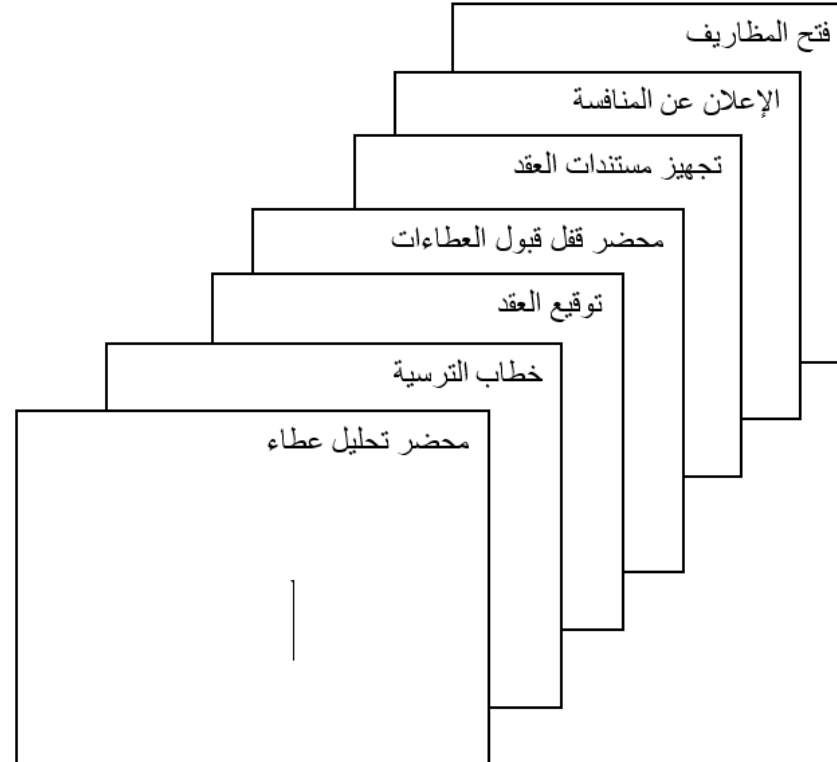 فتح المظاريف
الإعلان عن المنافسة
تجهيز مستندات العقد
محضر قفل قبول العطاءات
توقيع العقد
خطاب الترسية
محضر تحليل عطاء